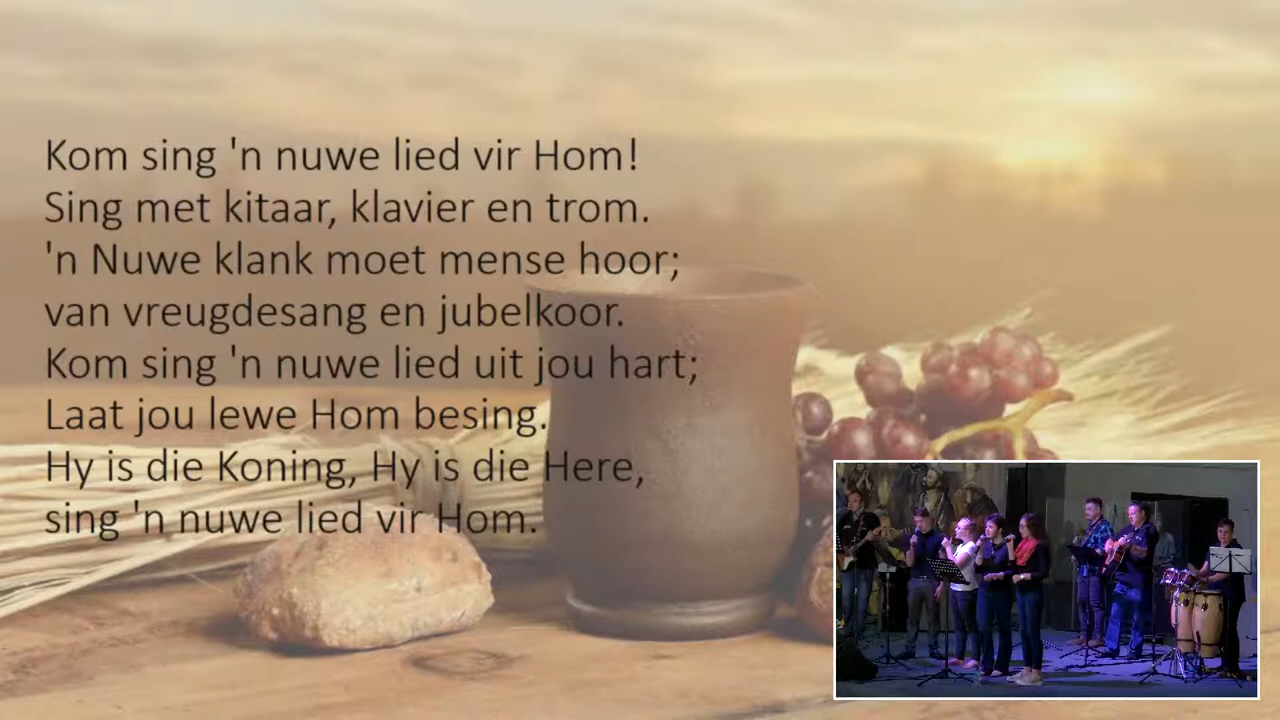 Kom sing 'n nuwe lied vir Hom!
Sing met kitaar, klavier en trom.
'n Nuwe klank moet mense hoor;
van vreugdesang en jubelkoor.
Kom sing 'n nuwe lied uit jou hart;
Laat jou lewe Hom besing.
Hy is die Koning, Hy is die Here,
sing 'n nuwe lied vir Hom.